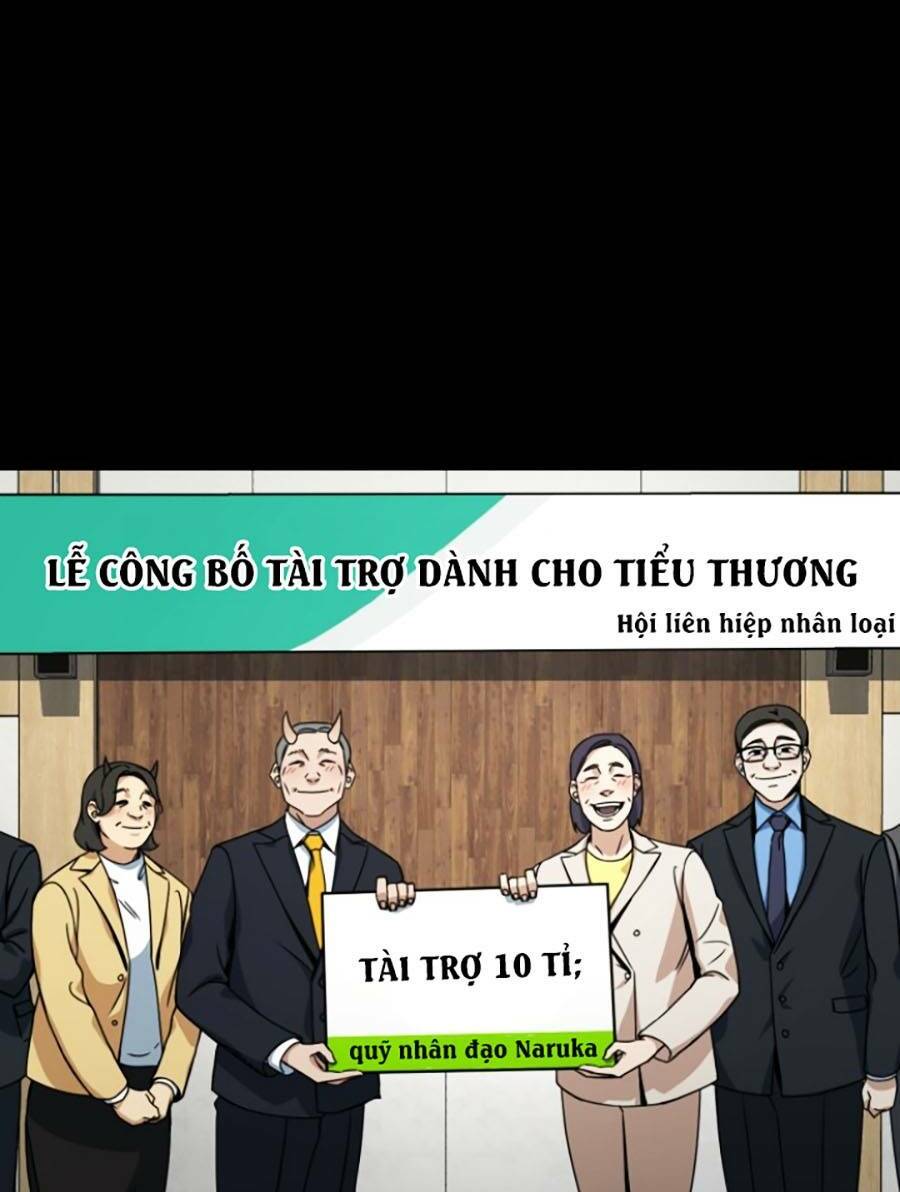 LỄ CÔNG BỐ TÀI TRỢ DÀNH CHO TIỂU THƯƠNG
Hội liên hiệp nhân loại
TÀI TRỢ 10 TỈ;
quỹ nhân đạo Naruka